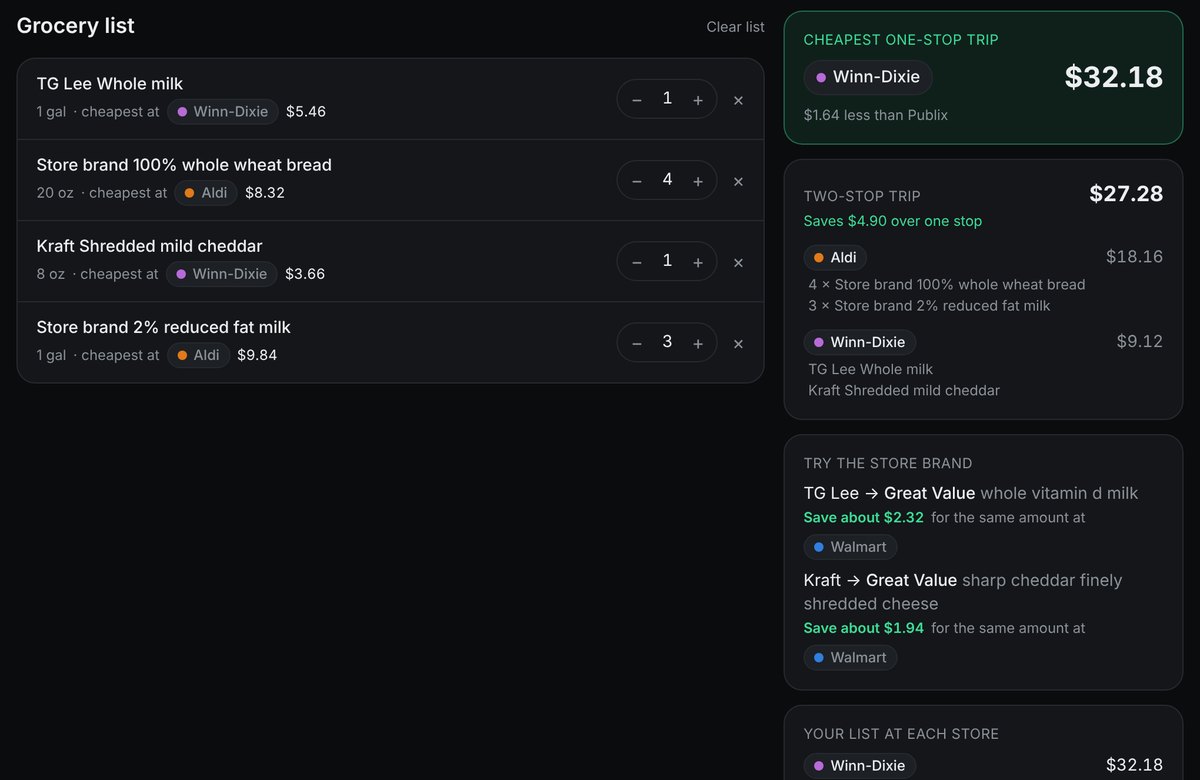 Grocery list
Clear list
TG Lee Whole milk
1 gal · cheapest at Winn-Dixie $5.46
− 1 + ×
Store brand 100% whole wheat bread
20 oz · cheapest at Aldi $8.32
− 4 + ×
Kraft Shredded mild cheddar
8 oz · cheapest at Winn-Dixie $3.66
− 1 + ×
Store brand 2% reduced fat milk
1 gal · cheapest at Aldi $9.84
− 3 + ×
CHEAPEST ONE-STOP TRIP
Winn-Dixie $32.18
$1.64 less than Publix
TWO-STOP TRIP $27.28
Saves $4.90 over one stop
Aldi $18.16
4 × Store brand 100% whole wheat bread
3 × Store brand 2% reduced fat milk
Winn-Dixie $9.12
TG Lee Whole milk
Kraft Shredded mild cheddar
TRY THE STORE BRAND
TG Lee → Great Value whole vitamin d milk
Save about $2.32 for the same amount at
Walmart
Kraft → Great Value sharp cheddar finely
shredded cheese
Save about $1.94 for the same amount at
Walmart
YOUR LIST AT EACH STORE
Winn-Dixie $32.18